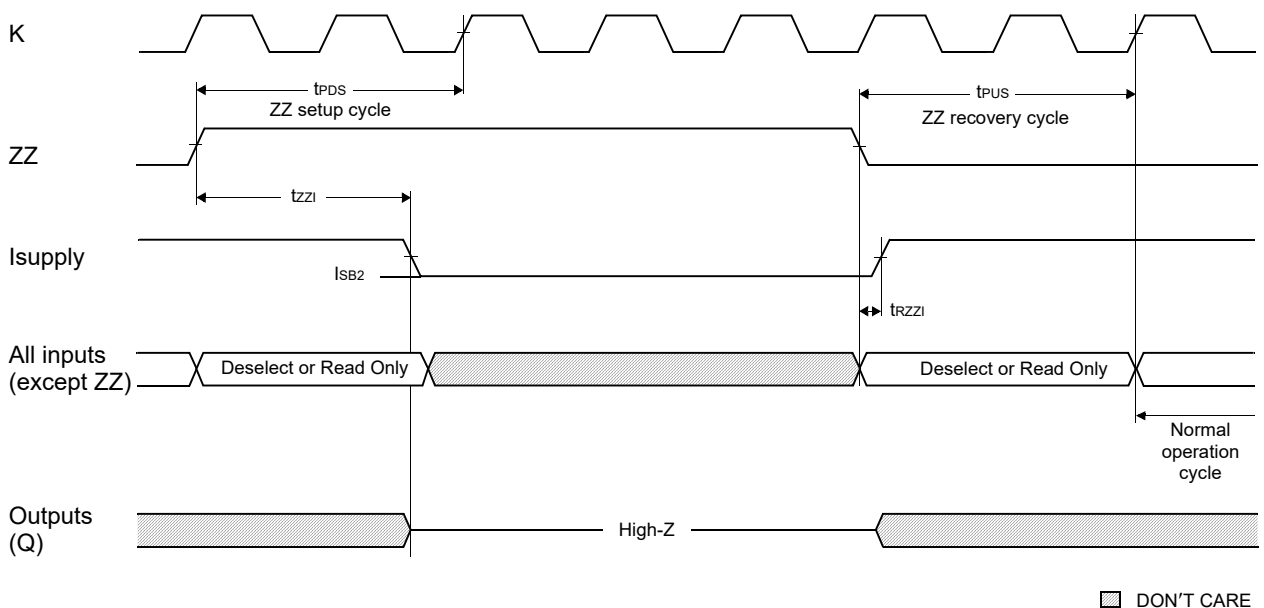 K
tPDS
ZZ setup cycle
tPUS
ZZ recovery cycle
ZZ
tZZI
Isupply
ISB2
tRZZI
All inputs
(except ZZ)
Deselect or Read Only
Deselect or Read Only
Normal
operation
cycle
Outputs
(Q)
High-Z
DON'T CARE